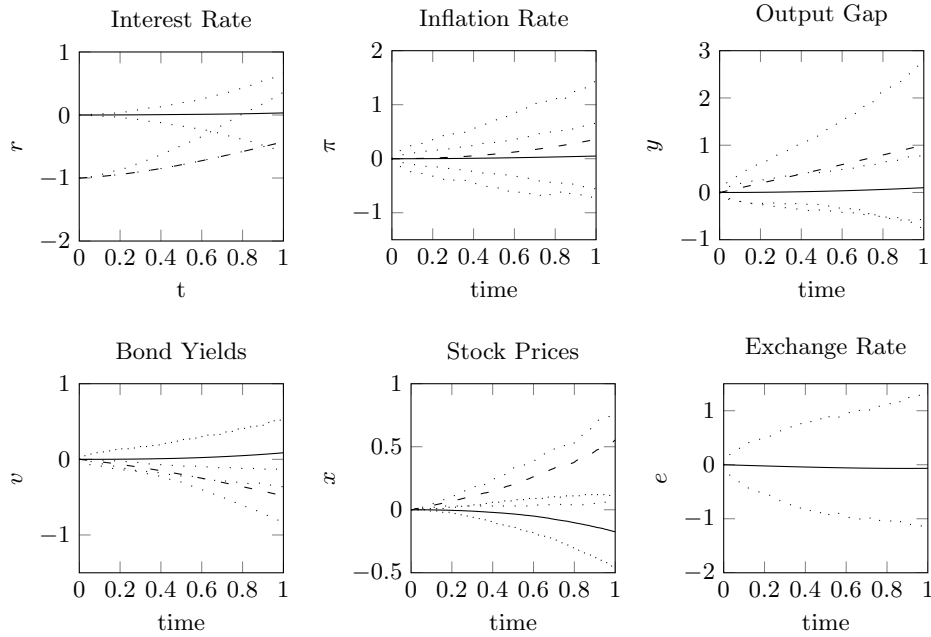 Interest Rate
1
0
−1
−2
r
0 0.2 0.4 0.6 0.8 1
t
Inflation Rate
2
1
0
−1
π
0 0.2 0.4 0.6 0.8 1
time
Output Gap
3
2
1
0
−1
y
0 0.2 0.4 0.6 0.8 1
time
Bond Yields
1
0
−1
v
0 0.2 0.4 0.6 0.8 1
time
Stock Prices
1
0.5
0
−0.5
x
0 0.2 0.4 0.6 0.8 1
time
Exchange Rate
1
0
−1
−2
e
0 0.2 0.4 0.6 0.8 1
time